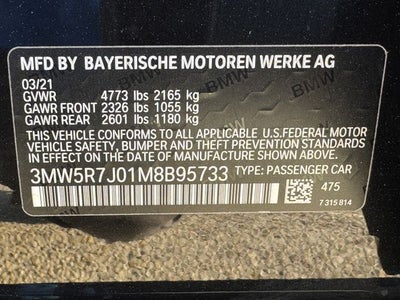 MFD BY BAYERISCHE MOTOREN WERKE AG
03/21
GVWR 4773 lbs 2165 kg
GAWR FRONT 2326 lbs 1055 kg
GAWR REAR 2601 lbs 1180 kg
THIS VEHICLE CONFORMS TO ALL APPLICABLE U.S.FEDERAL MOTOR
VEHICLE SAFETY, BUMPER AND THEFT PREVENTION STANDARDS
IN EFFECT ON THE DATE OF MANUFACTURE SHOWN ABOVE.
3MW5R7J01M8B95733 TYPE: PASSENGER CAR
475
7 315 814